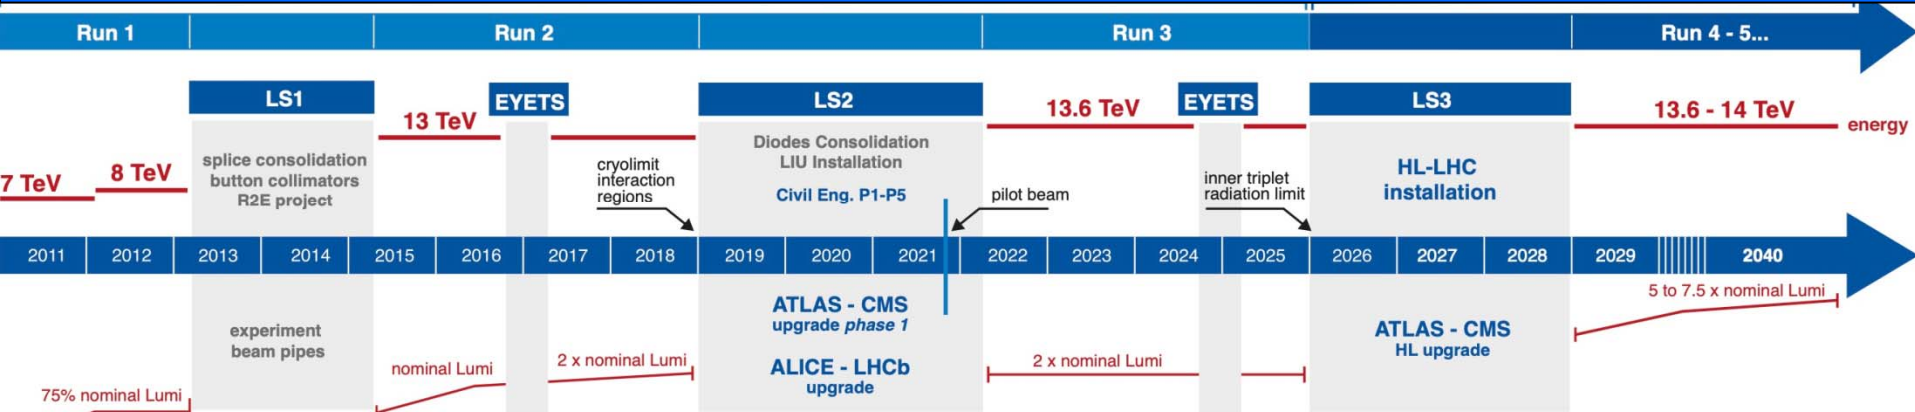 Run 1
Run 2
Run 3
Run 4 - 5...
LS1
EYETS
LS2
EYETS
LS3
7 TeV
8 TeV
13 TeV
13.6 TeV
13.6 - 14 TeV
energy
splice consolidation
button collimators
R2E project
cryolimit
interaction
regions
Diodes Consolidation
LIU Installation
Civil Eng. P1-P5
pilot beam
inner triplet
radiation limit
HL-LHC
installation
2011
2012
2013
2014
2015
2016
2017
2018
2019
2020
2021
2022
2023
2024
2025
2026
2027
2028
2029
2040
experiment
beam pipes
75% nominal Lumi
nominal Lumi
2 x nominal Lumi
ATLAS - CMS
upgrade phase 1
ALICE - LHCb
upgrade
2 x nominal Lumi
ATLAS - CMS
HL upgrade
5 to 7.5 x nominal Lumi